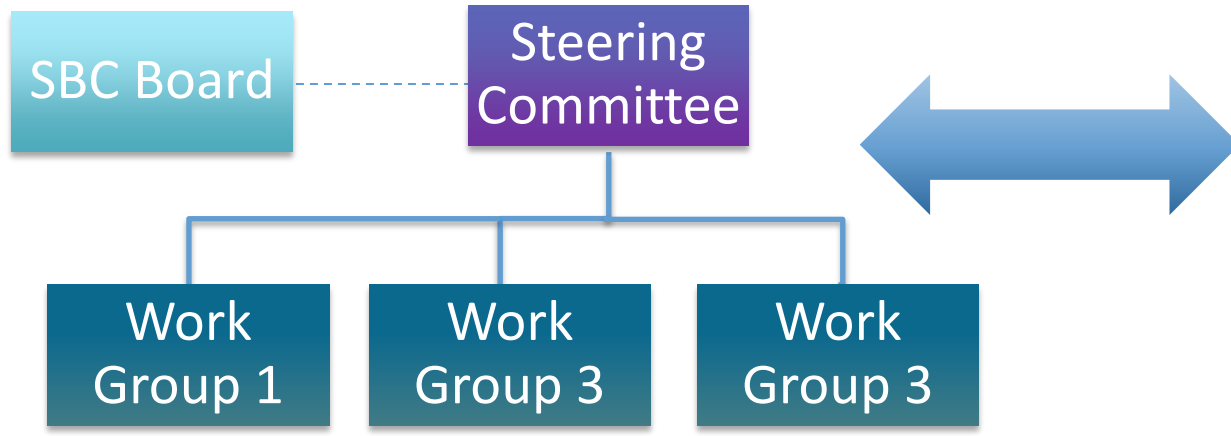 SBC Board
Steering
Committee
Work
Group 1
Work
Group 3
Work
Group 3